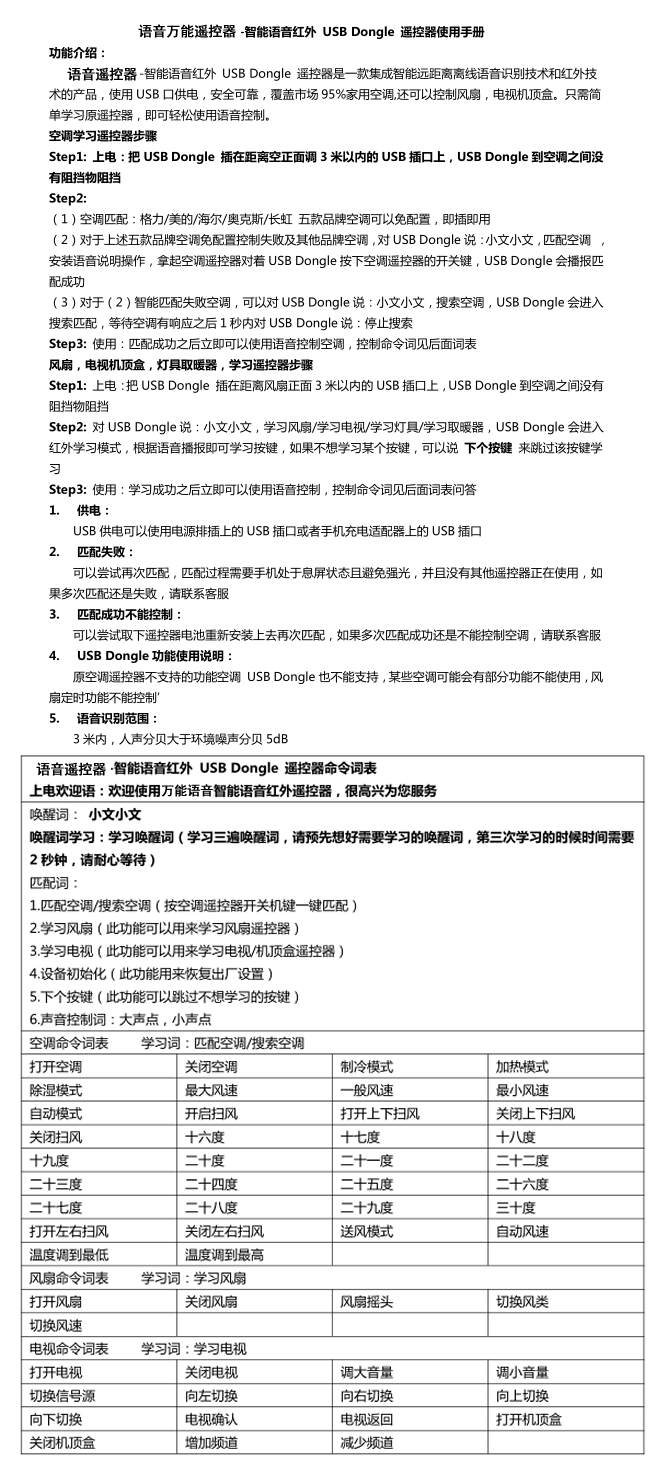 语音万能遥控器 -智能语音红外 USB Dongle 遥控器使用手册
功能介绍：
语音遥控器 -智能语音红外 USB Dongle 遥控器是一款集成智能远距离离线语音识别技术和红外技
术的产品，使用 USB 口供电，安全可靠，覆盖市场 95%家用空调,还可以控制风扇，电视机顶盒。只需简
单学习原遥控器，即可轻松使用语音控制。
空调学习遥控器步骤
Step1: 上电：把 USB Dongle 插在距离空正面调 3 米以内的 USB 插口上，USB Dongle 到空调之间没
有阻挡物阻挡
Step2:
（1）空调匹配：格力/美的/海尔/奥克斯/长虹 五款品牌空调可以免配置，即插即用
（2）对于上述五款品牌空调免配置控制失败及其他品牌空调，对 USB Dongle 说：小文小文，匹配空调 ，
安装语音说明操作，拿起空调遥控器对着 USB Dongle 按下空调遥控器的开关键，USB Dongle 会播报匹
配成功
（3）对于（2）智能匹配失败空调，可以对 USB Dongle 说：小文小文，搜索空调，USB Dongle 会进入
搜索匹配，等待空调有响应之后 1 秒内对 USB Dongle 说：停止搜索
Step3: 使用：匹配成功之后立即可以使用语音控制空调，控制命令词见后面词表
风扇，电视机顶盒，灯具取暖器，学习遥控器步骤
Step1: 上电：把 USB Dongle 插在距离风扇正面 3 米以内的 USB 插口上，USB Dongle 到空调之间没有
阻挡物阻挡
Step2: 对 USB Dongle 说：小文小文，学习风扇/学习电视/学习灯具/学习取暖器，USB Dongle 会进入
红外学习模式，根据语音播报即可学习按键，如果不想学习某个按键，可以说 下个按键 来跳过该按键学
习
Step3: 使用：学习成功之后立即可以使用语音控制，控制命令词见后面词表问答
1. 供电：
USB 供电可以使用电源排插上的 USB 插口或者手机充电适配器上的 USB 插口
2. 匹配失败：
可以尝试再次匹配，匹配过程需要手机处于息屏状态且避免强光，并且没有其他遥控器正在使用，如
果多次匹配还是失败，请联系客服
3. 匹配成功不能控制：
可以尝试取下遥控器电池重新安装上去再次匹配，如果多次匹配成功还是不能控制空调，请联系客服
4. USB Dongle 功能使用说明：
原空调遥控器不支持的功能空调 USB Dongle 也不能支持，某些空调可能会有部分功能不能使用，风
扇定时功能不能控制’
5. 语音识别范围：
3 米内，人声分贝大于环境噪声分贝 5dB
语音遥控器 ·智能语音红外 USB Dongle 遥控器命令词表
上电欢迎语：欢迎使用万能语音智能语音红外遥控器，很高兴为您服务
唤醒词： 小文小文
唤醒词学习：学习唤醒词（学习三遍唤醒词，请预先想好需要学习的唤醒词，第三次学习的时候时间需要
2 秒钟，请耐心等待）
匹配词：
1.匹配空调/搜索空调（按空调遥控器开关机键一键匹配）
2.学习风扇（此功能可以用来学习风扇遥控器）
3.学习电视（此功能可以用来学习电视/机顶盒遥控器）
4.设备初始化（此功能用来恢复出厂设置）
5.下个按键（此功能可以跳过不想学习的按键）
6.声音控制词：大声点，小声点
空调命令词表 学习词：匹配空调/搜索空调
打开空调 关闭空调 制冷模式 加热模式
除湿模式 最大风速 一般风速 最小风速
自动模式 开启扫风 打开上下扫风 关闭上下扫风
关闭扫风 十六度 十七度 十八度
十九度 二十度 二十一度 二十二度
二十三度 二十四度 二十五度 二十六度
二十七度 二十八度 二十九度 三十度
打开左右扫风 关闭左右扫风 送风模式 自动风速
温度调到最低 温度调到最高
风扇命令词表 学习词：学习风扇
打开风扇 关闭风扇 风扇摇头 切换风类
切换风速
电视命令词表 学习词：学习电视
打开电视 关闭电视 调大音量 调小音量
切换信号源 向左切换 向右切换 向上切换
向下切换 电视确认 电视返回 打开机顶盒
关闭机顶盒 增加频道 减少频道